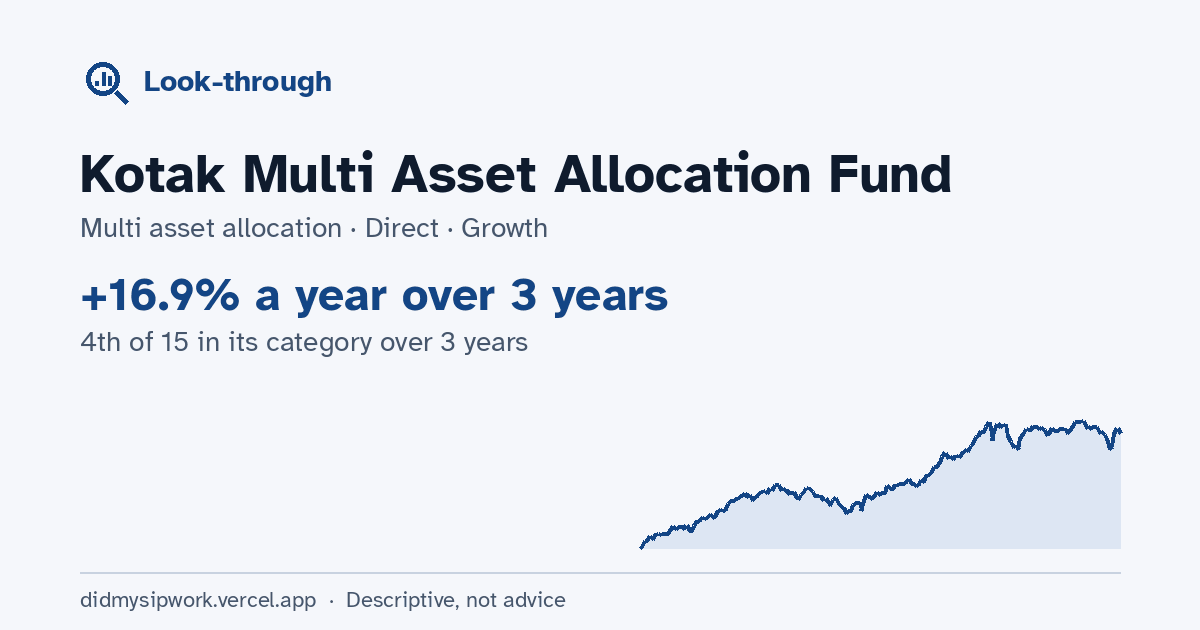 Look-through
Kotak Multi Asset Allocation Fund
Multi asset allocation · Direct · Growth
+16.9% a year over 3 years
4th of 15 in its category over 3 years
didmysipwork.vercel.app · Descriptive, not advice